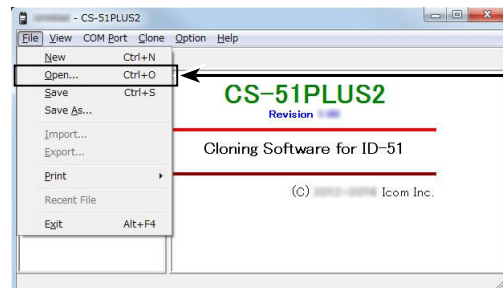 - CS-51PLUS2
File View COM Port Clone Option Help
New Ctrl+N
Open... Ctrl+O
Save Ctrl+S
Save As...
Import...
Export...
Print
Recent File
Exit Alt+F4
CS-51PLUS2
Revision
Cloning Software for ID-51
(C) Icom Inc.